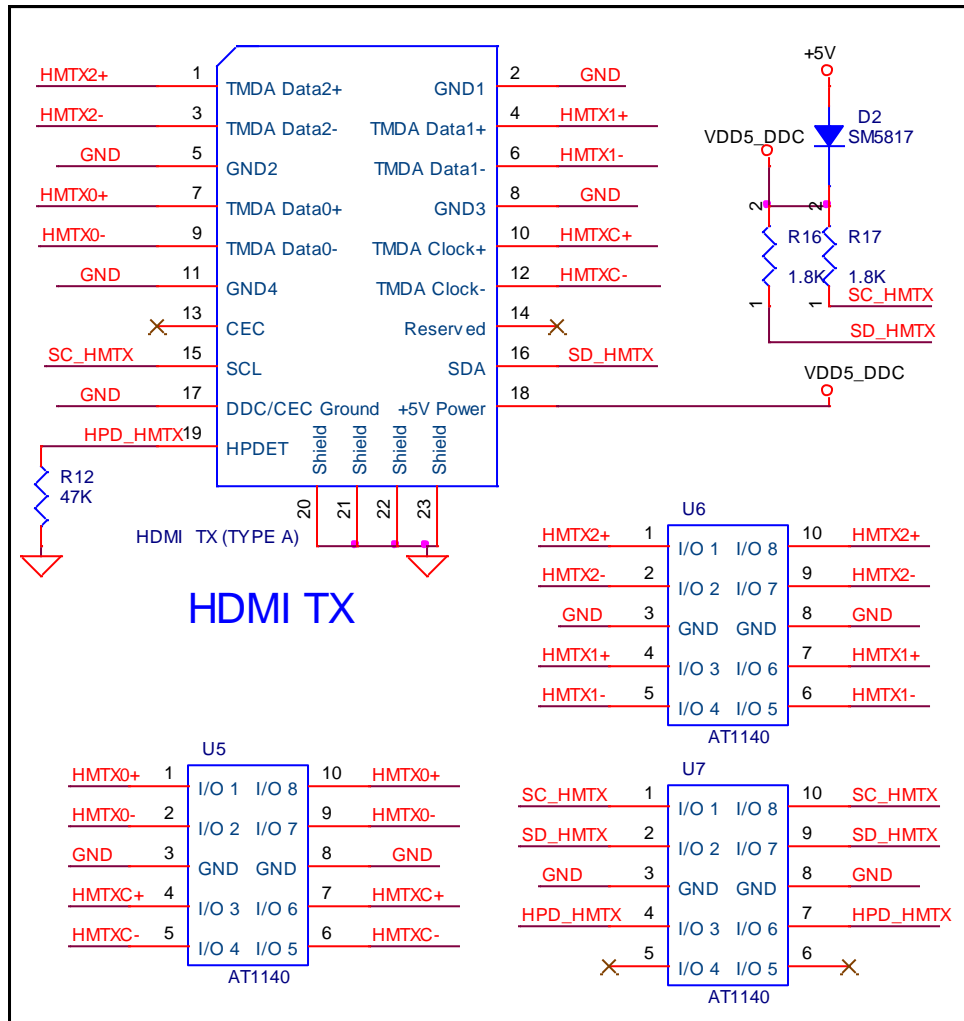 HMTX2+ 1 TMDA Data2+ GND1 2 GND
HMTX2- 3 TMDA Data2- TMDA Data1+ 4 HMTX1+
GND 5 GND2 TMDA Data1- 6 HMTX1-
HMTX0+ 7 TMDA Data0+ GND3 8 GND
HMTX0- 9 TMDA Data0- TMDA Clock+ 10 HMTXC+
GND 11 GND4 TMDA Clock- 12 HMTXC-
13 CEC Reserved 14
SC_HMTX 15 SCL SDA 16 SD_HMTX
GND 17 DDC/CEC Ground +5V Power 18
HPD_HMTX 19 HPDET
Shield Shield Shield Shield
20 21 22 23
R12
47K
HDMI TX (TYPE A)
HDMI TX
+5V
D2
SM5817
VDD5_DDC
2 2
R16 R17
1.8K 1.8K
1 1
SC_HMTX
SD_HMTX
VDD5_DDC
U6
HMTX2+ 1 I/O 1 I/O 8 10 HMTX2+
HMTX2- 2 I/O 2 I/O 7 9 HMTX2-
GND 3 GND GND 8 GND
HMTX1+ 4 I/O 3 I/O 6 7 HMTX1+
HMTX1- 5 I/O 4 I/O 5 6 HMTX1-
AT1140
U5
HMTX0+ 1 I/O 1 I/O 8 10 HMTX0+
HMTX0- 2 I/O 2 I/O 7 9 HMTX0-
GND 3 GND GND 8 GND
HMTXC+ 4 I/O 3 I/O 6 7 HMTXC+
HMTXC- 5 I/O 4 I/O 5 6 HMTXC-
AT1140
U7
SC_HMTX 1 I/O 1 I/O 8 10 SC_HMTX
SD_HMTX 2 I/O 2 I/O 7 9 SD_HMTX
GND 3 GND GND 8 GND
HPD_HMTX 4 I/O 3 I/O 6 7 HPD_HMTX
5 I/O 4 I/O 5 6
AT1140